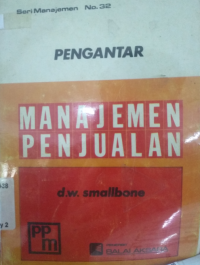 Seri Manajemen No. 32
PENGANTAR
MANAJEMEN
PENJUALAN
d.w. smallbone
ppm